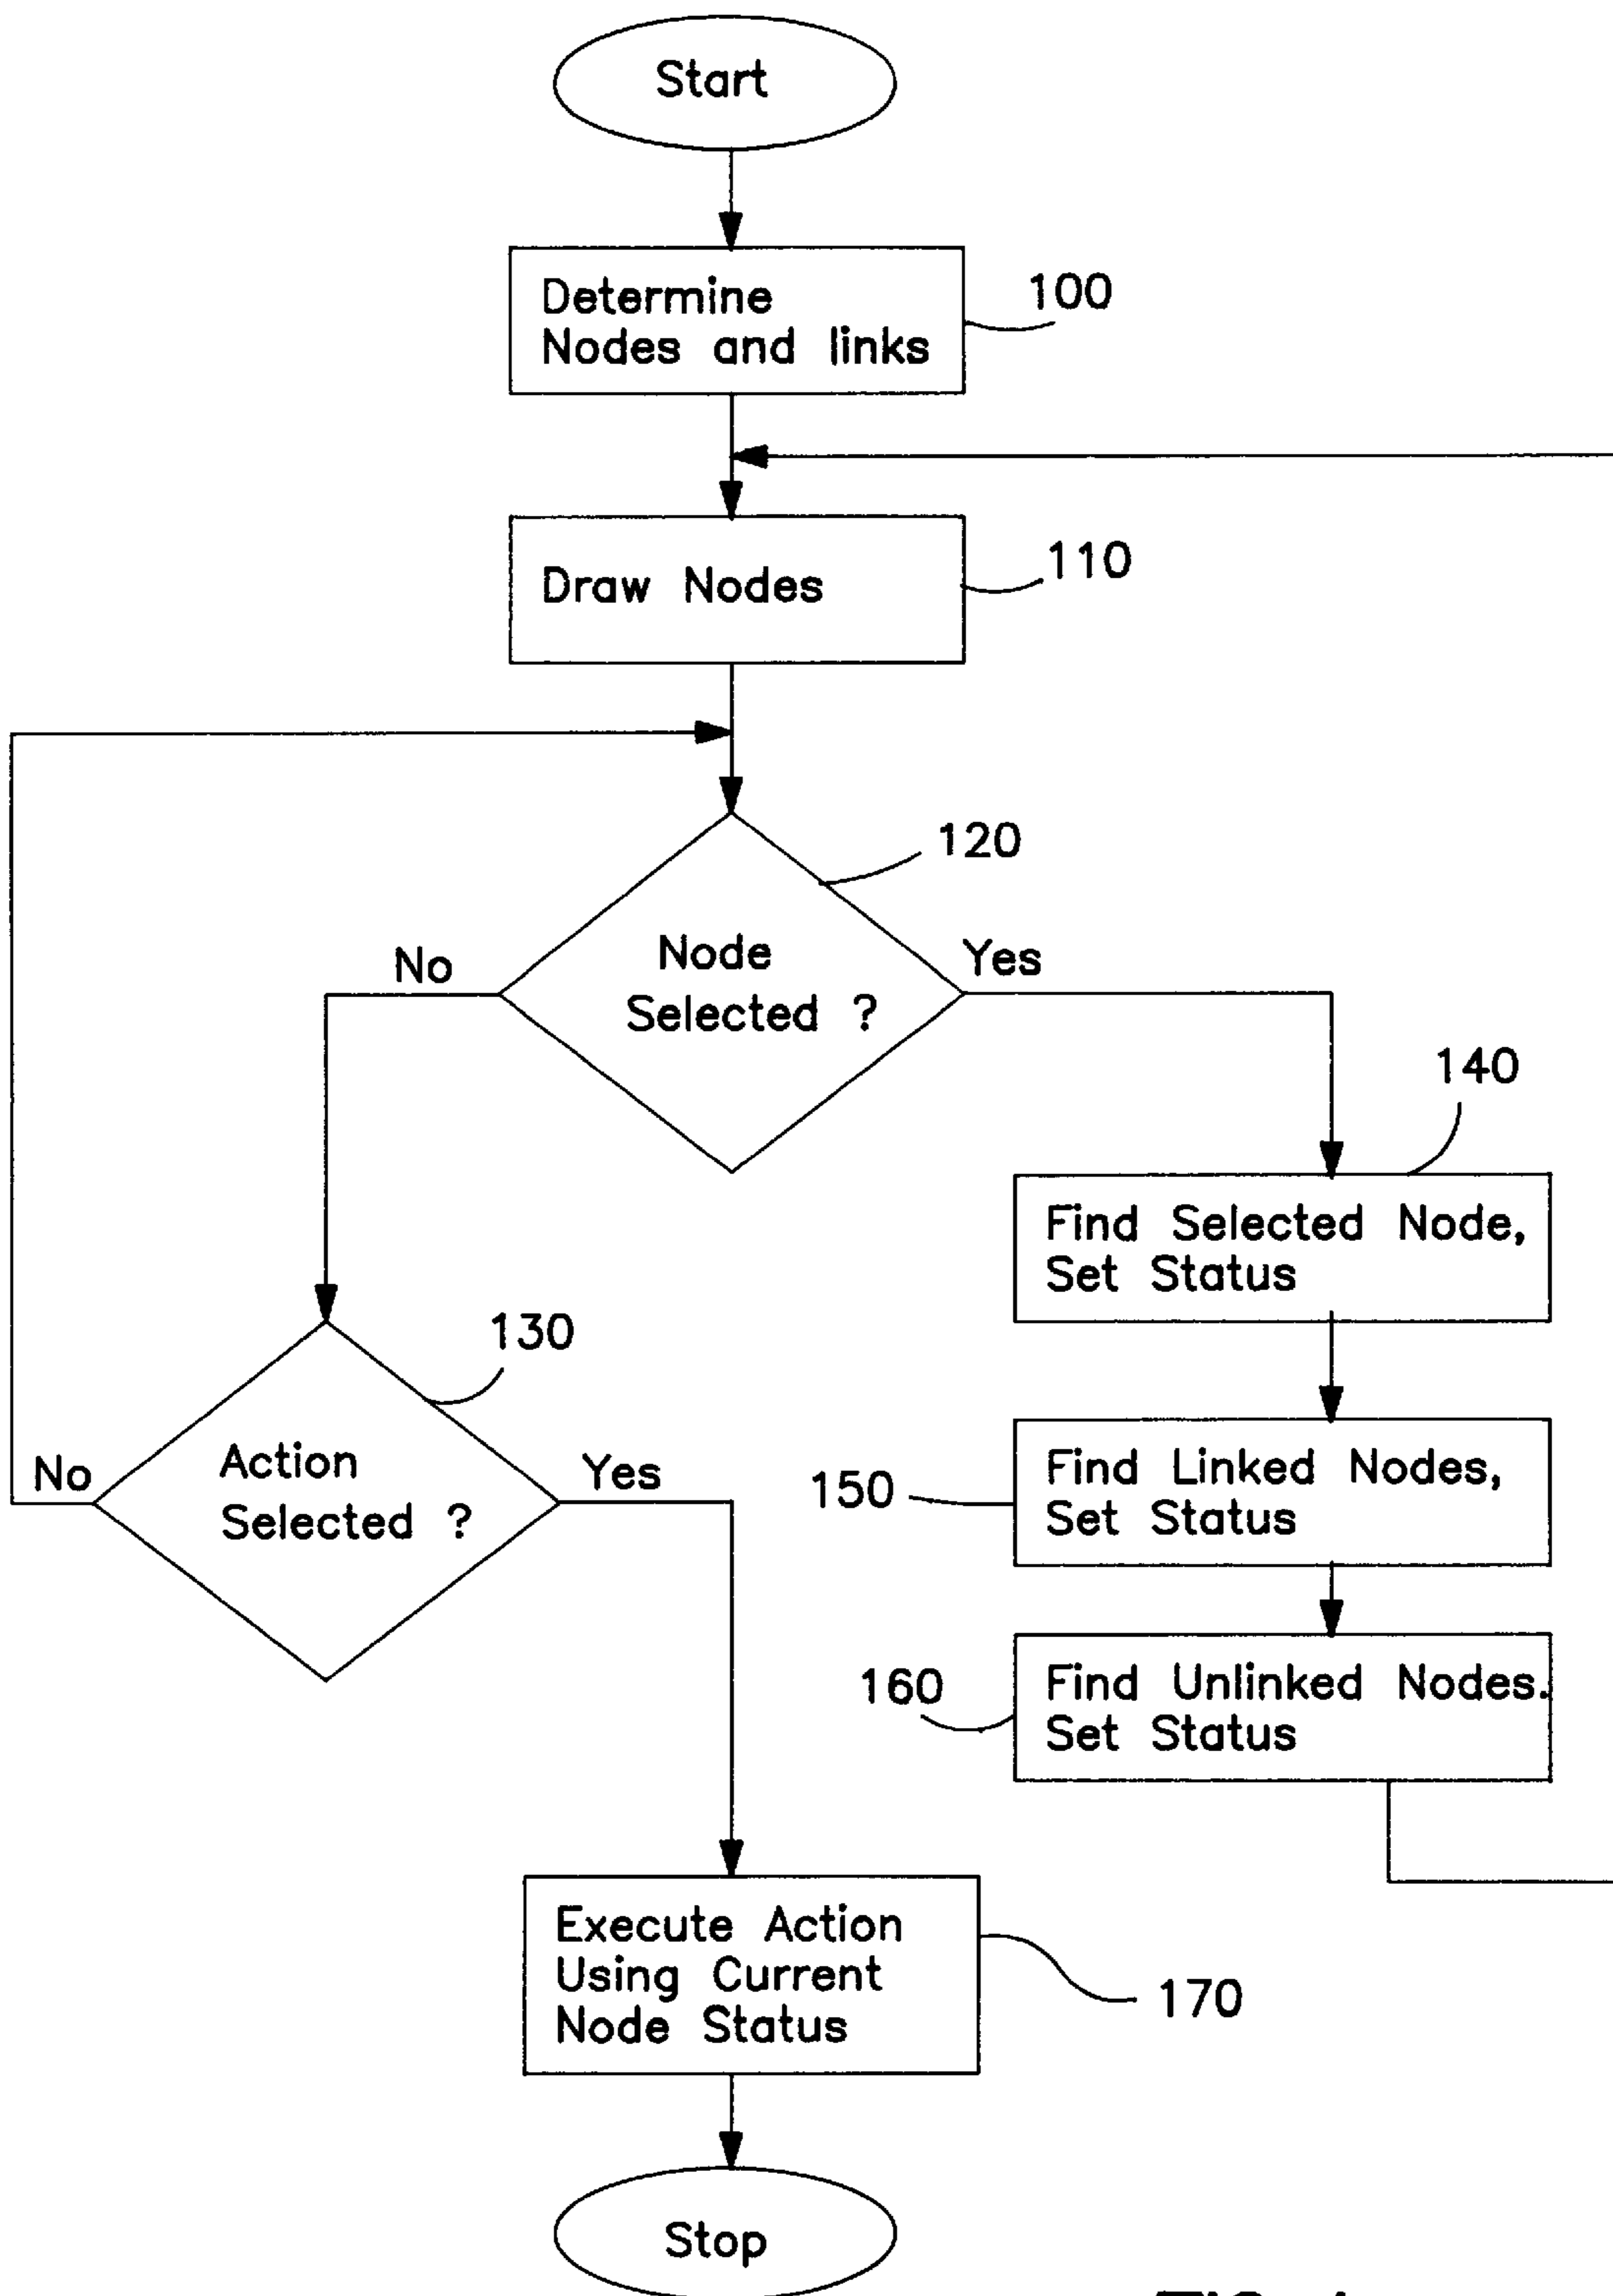 Start
Determine
Nodes and links
100
Draw Nodes
110
120
Node
Selected ?
No
Yes
140
Find Selected Node,
Set Status
130
Action
Selected ?
No
Yes
150
Find Linked Nodes,
Set Status
160
Find Unlinked Nodes.
Set Status
Execute Action
Using Current
Node Status
170
Stop